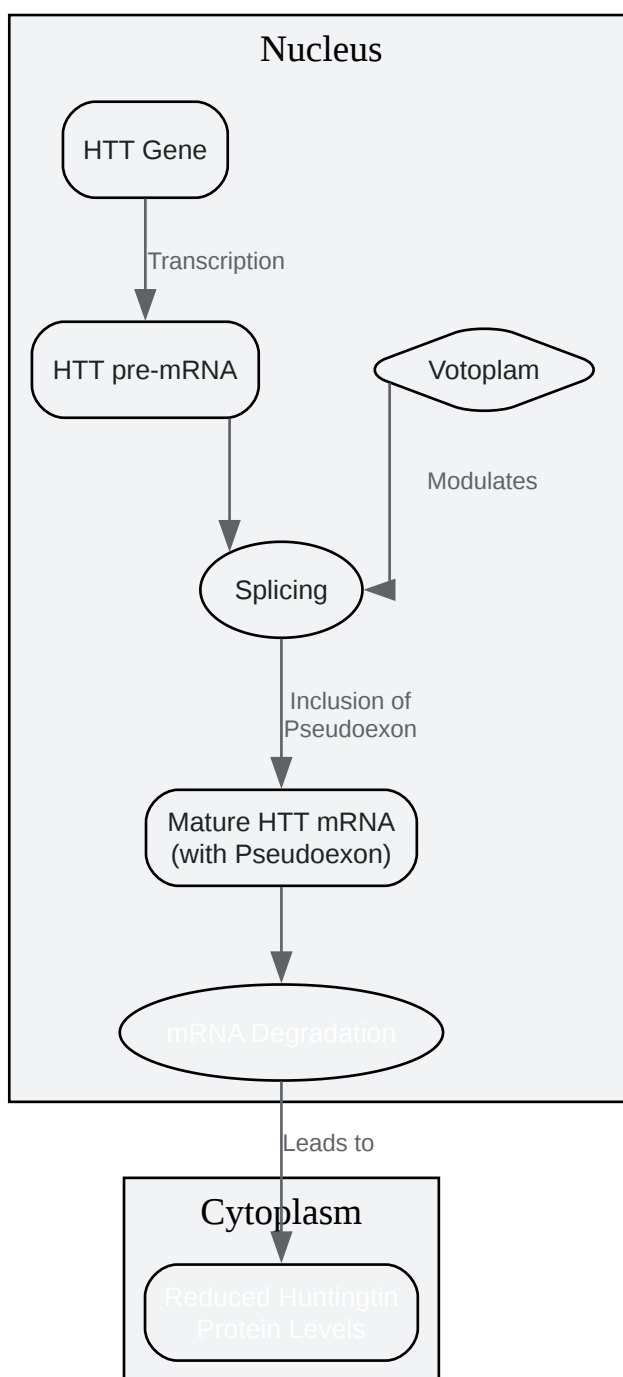 Nucleus
HTT Gene
Transcription
HTT pre-mRNA
Votoplam
Modulates
Splicing
Inclusion of
Pseudoexon
Mature HTT mRNA
(with Pseudoexon)
mRNA Degradation
Leads to
Cytoplasm
Reduced Huntingtin
Protein Levels